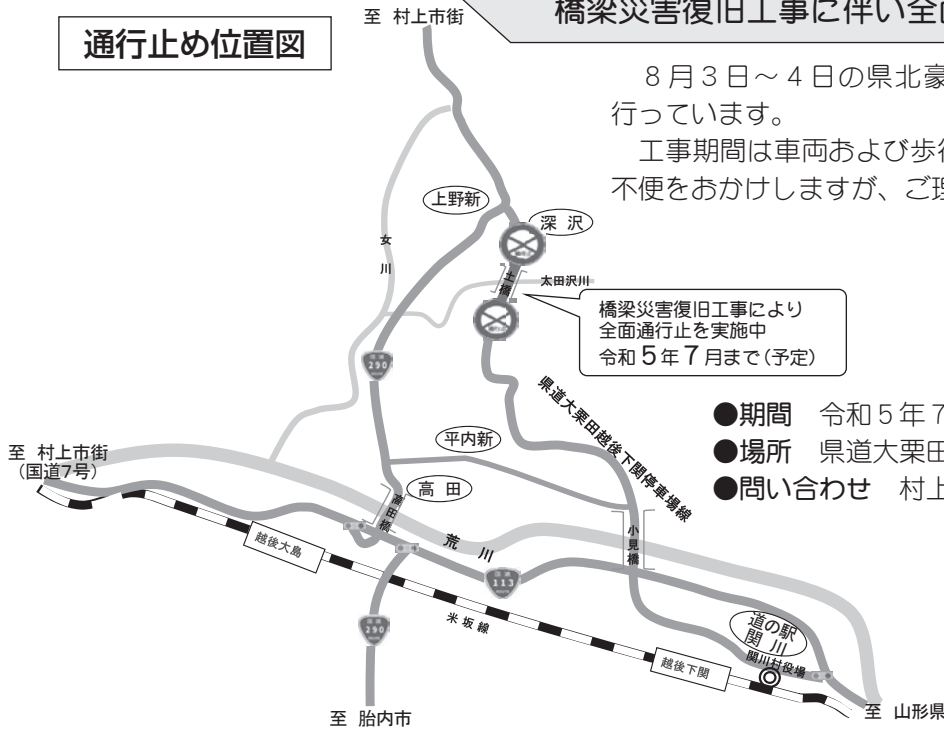 至 村上市街
橋梁災害復旧工事に伴い全
通行止め位置図
８月３日～４日の県北豪
行っています。
工事期間は車両および歩
不便をおかけしますが、ご理
上野新
深 沢
女川
土橋
太田沢川
橋梁災害復旧工事により
全面通行止を実施中
令和５年７月まで（予定）
290
県道大栗田越後下関停車場線
●期間　令和５年７
●場所　県道大栗田
●問い合わせ　村上
平内新
至 村上市街
（国道7号）
高 田
高田橋
小見橋
荒 川
越後大島
113
米坂線
290
道の駅
関 川
関川村役場
越後下関
至 胎内市
至 山形県